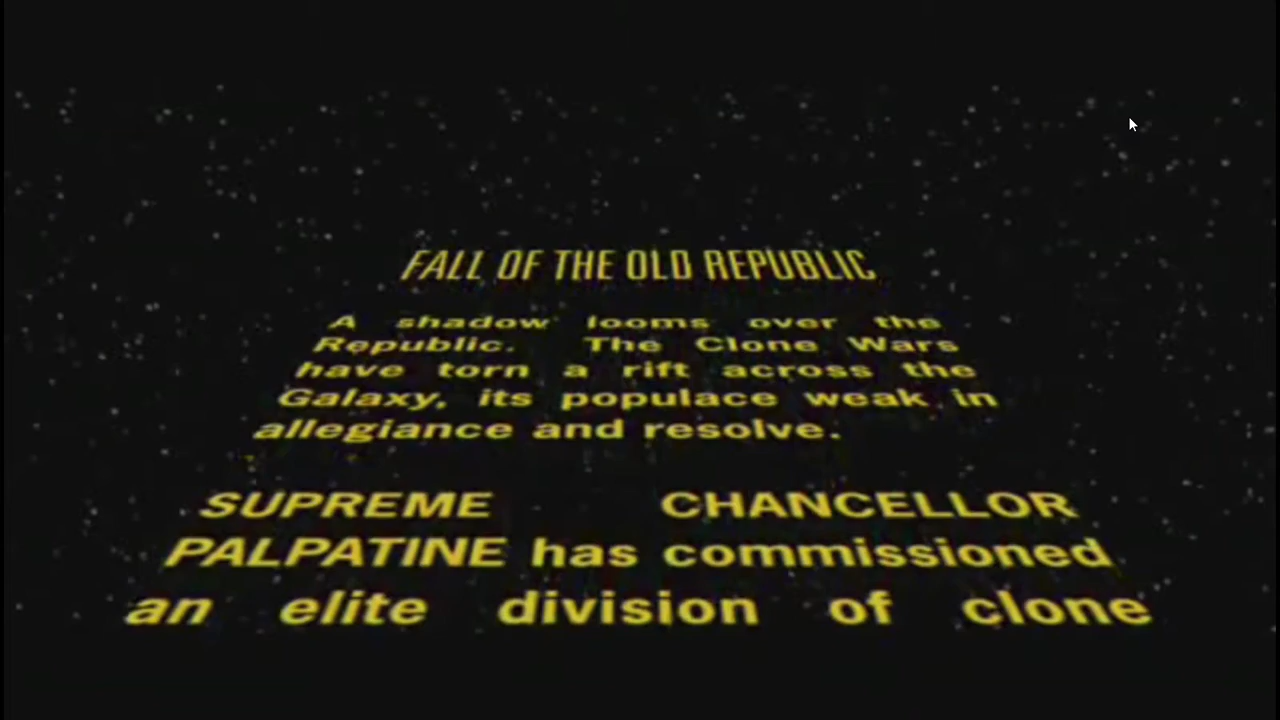 FALL OF THE OLD REPUBLIC
A shadow looms over the
Republic. The Clone Wars
have torn a rift across the
Galaxy, its populace weak in
allegiance and resolve.
SUPREME CHANCELLOR
PALPATINE has commissioned
an elite division of clone